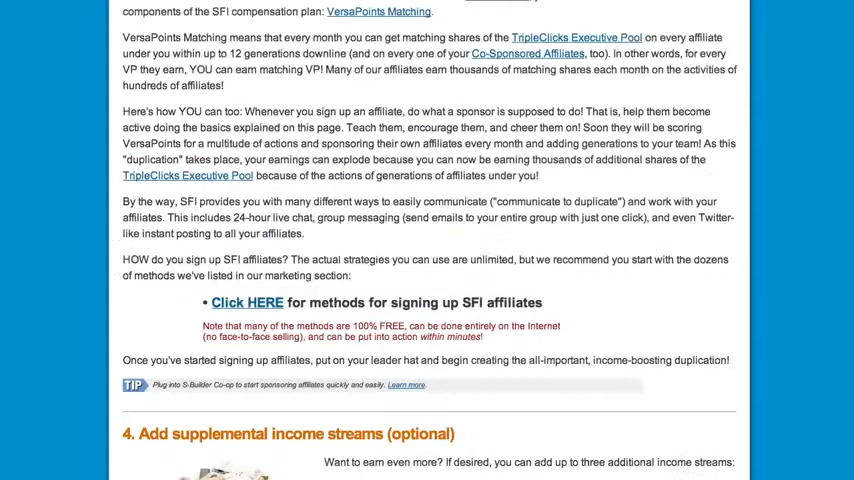 components of the SFI compensation plan: VersaPoints Matching.
VersaPoints Matching means that every month you can get matching shares of the TripleClicks Executive Pool on every affiliate
under you within up to 12 generations downline (and on every one of your Co-Sponsored Affiliates, too). In other words, for every
VP they earn, YOU can earn matching VP! Many of our affiliates earn thousands of matching shares each month on the activities of
hundreds of affiliates!
Here's how YOU can too: Whenever you sign up an affiliate, do what a sponsor is supposed to do! That is, help them become
active doing the basics explained on this page. Teach them, encourage them, and cheer them on! Soon they will be scoring
VersaPoints for a multitude of actions and sponsoring their own affiliates every month and adding generations to your team! As this
"duplication" takes place, your earnings can explode because you can now be earning thousands of additional shares of the
TripleClicks Executive Pool because of the actions of generations of affiliates under you!
By the way, SFI provides you with many different ways to easily communicate ("communicate to duplicate") and work with your
affiliates. This includes 24-hour live chat, group messaging (send emails to your entire group with just one click), and even Twitter-
like instant posting to all your affiliates.
HOW do you sign up SFI affiliates? The actual strategies you can use are unlimited, but we recommend you start with the dozens
of methods we've listed in our marketing section:
• Click HERE for methods for signing up SFI affiliates
Note that many of the methods are 100% FREE, can be done entirely on the Internet
(no face-to-face selling), and can be put into action within minutes!
Once you've started signing up affiliates, put on your leader hat and begin creating the all-important, income-boosting duplication!
TIP Plug into S-Builder Co-op to start sponsoring affiliates quickly and easily. Learn more.
4. Add supplemental income streams (optional)
Want to earn even more? If desired, you can add up to three additional income streams: